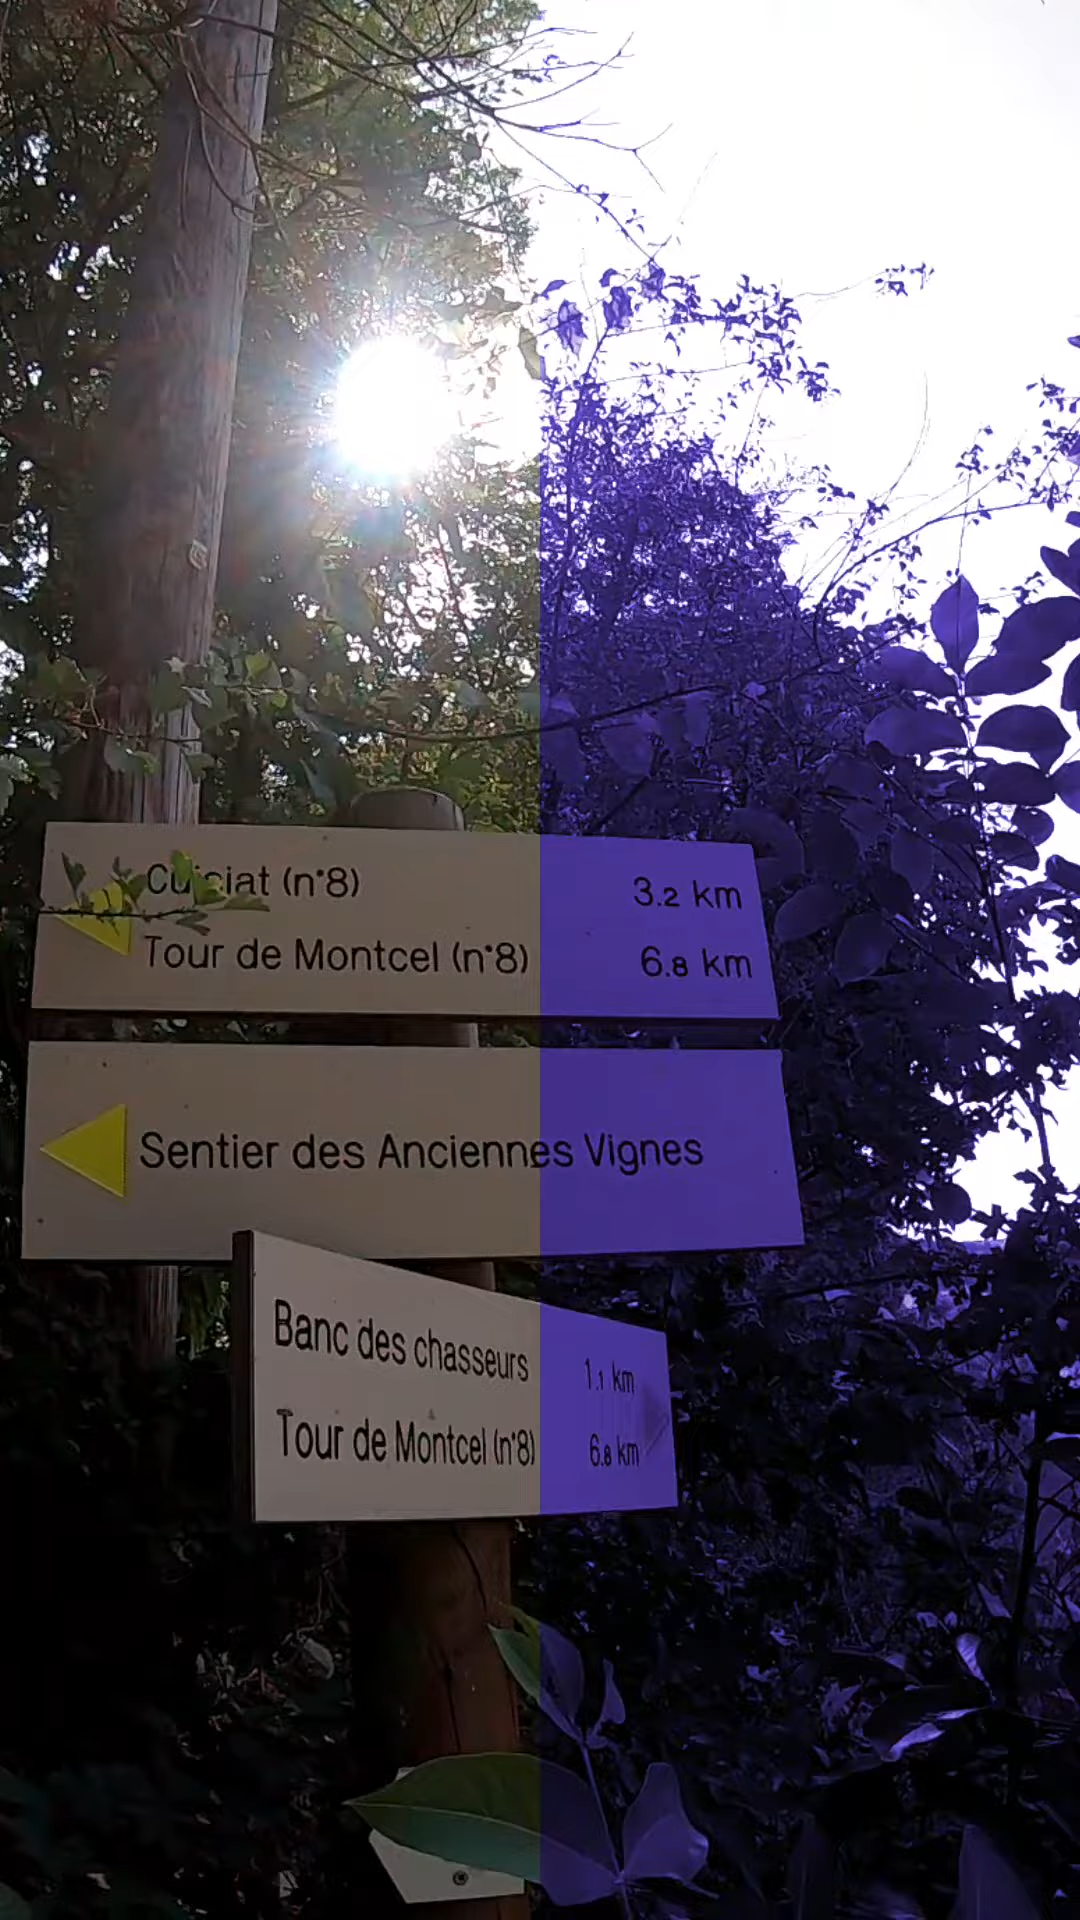 Cuisiat (n°8) 3.2 km
Tour de Montcel (n°8) 6.8 km
Sentier des Anciennes Vignes
Banc des chasseurs 1.1 km
Tour de Montcel (n°8) 6.8 km